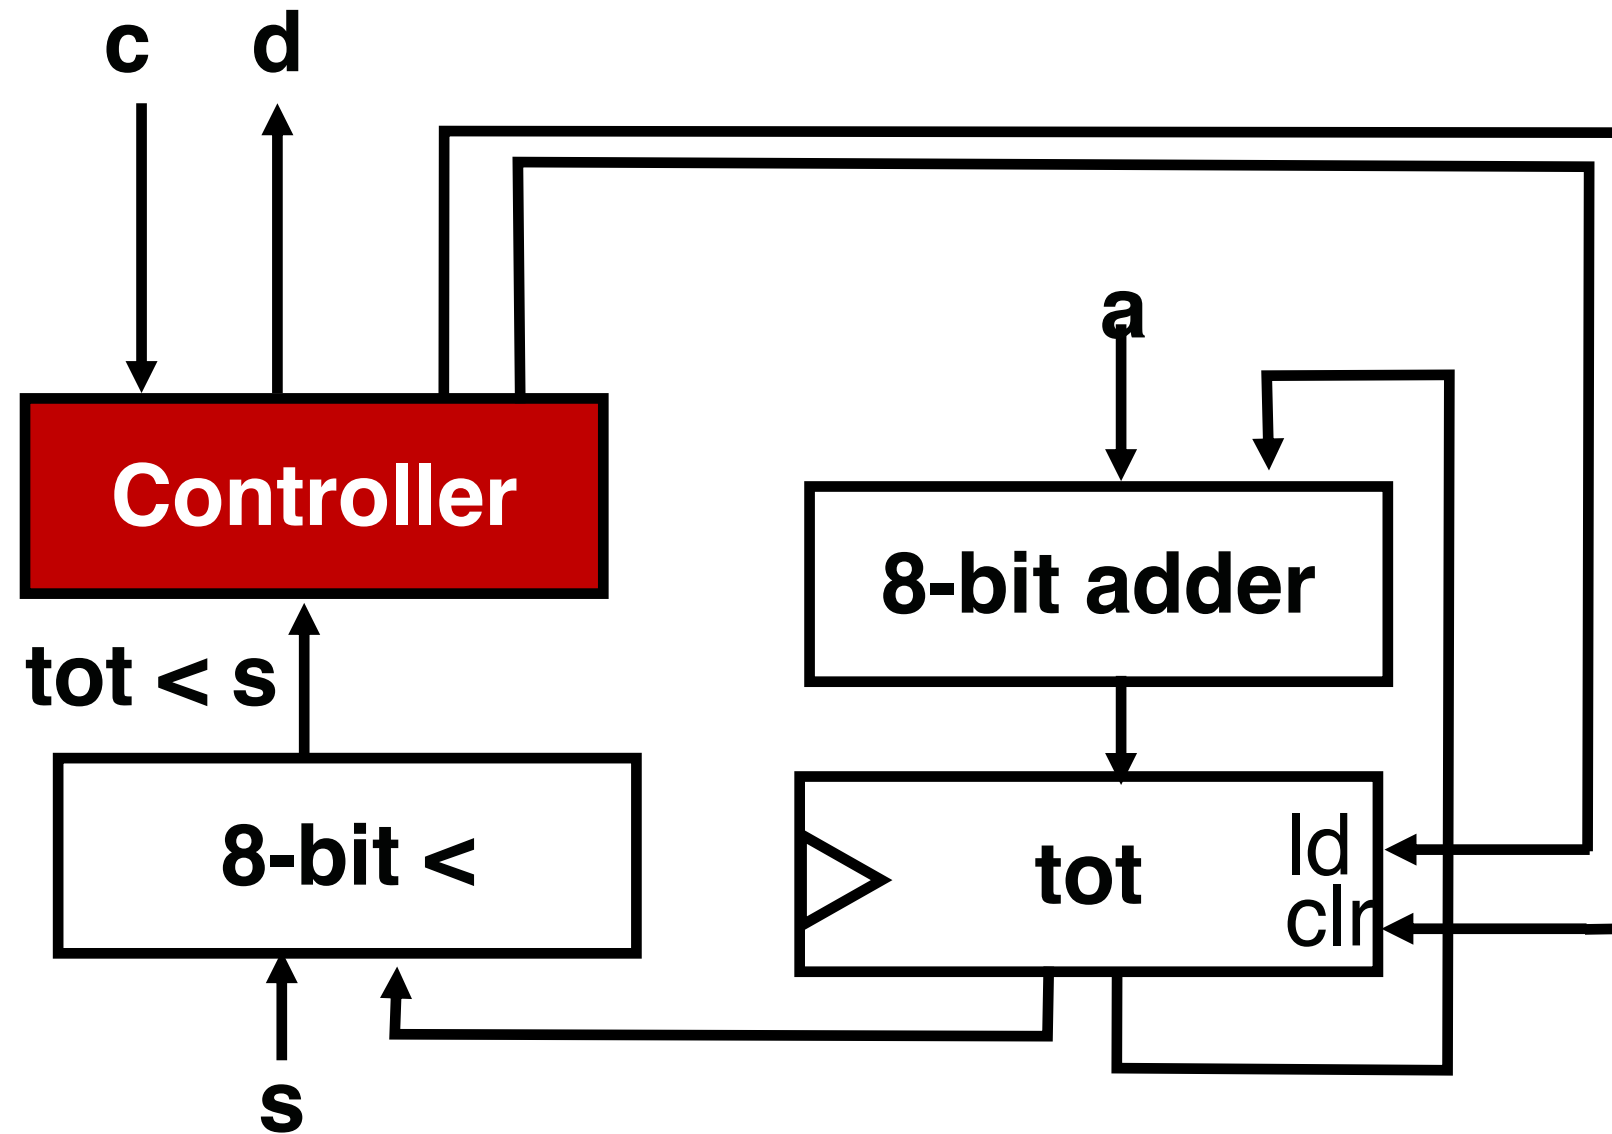 c d
a
Controller
8-bit adder
tot < s
8-bit <
tot
ld
clr
s